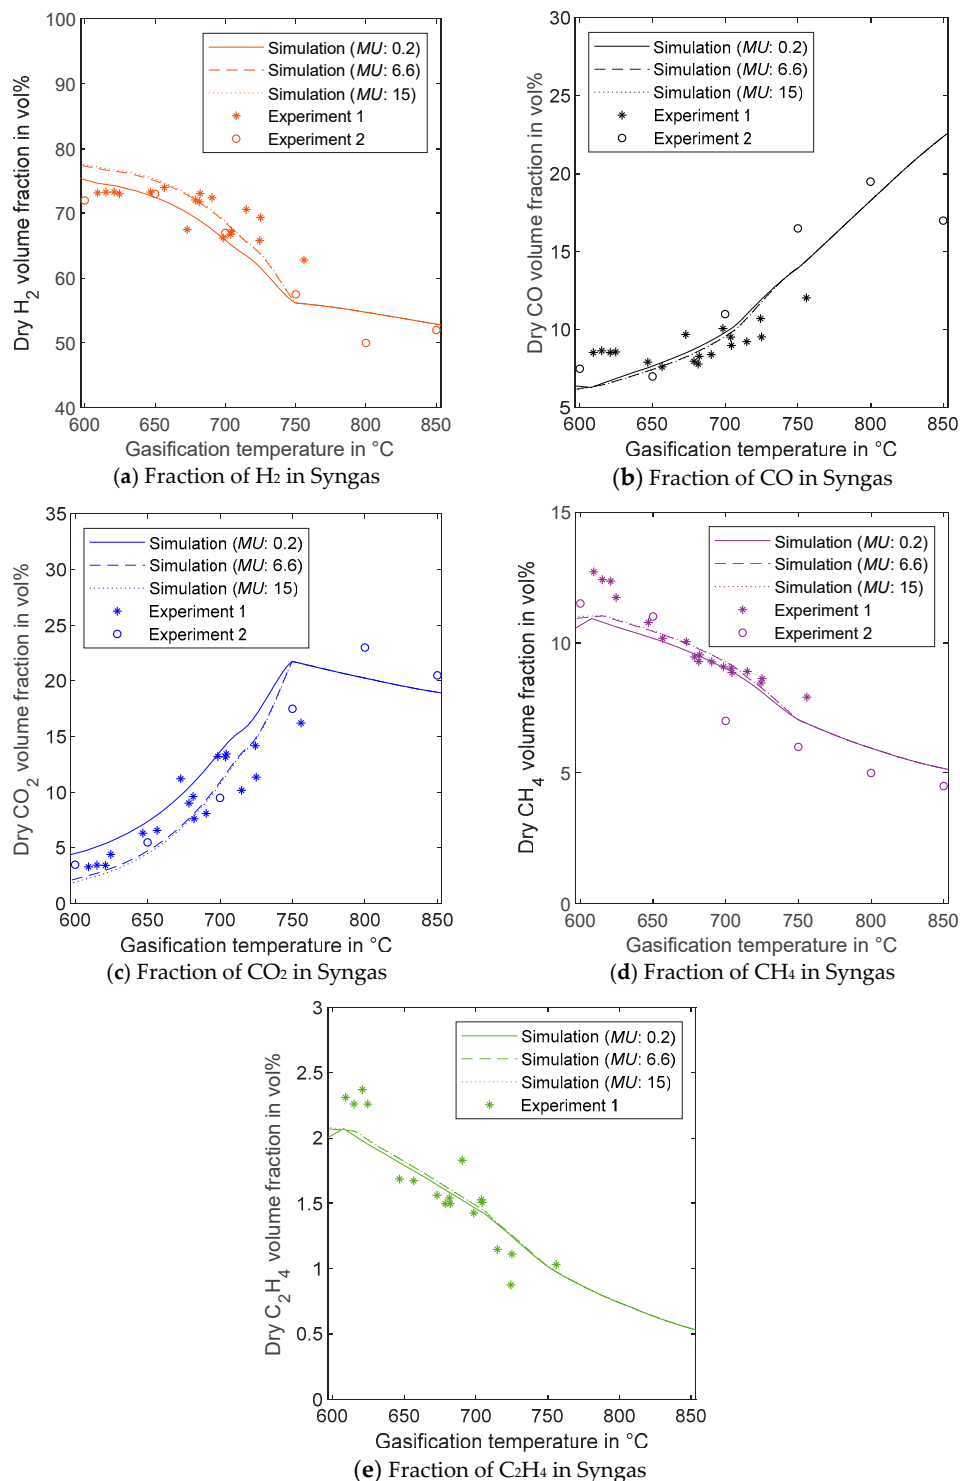 100
90
80
70
60
50
40
Dry H2 volume fraction in vol%
Simulation (MU: 0.2)
Simulation (MU: 6.6)
Simulation (MU: 15)
Experiment 1
Experiment 2
600 650 700 750 800 850
Gasification temperature in °C
(a) Fraction of H2 in Syngas
30
25
20
15
10
5
Dry CO volume fraction in vol%
Simulation (MU: 0.2)
Simulation (MU: 6.6)
Simulation (MU: 15)
Experiment 1
Experiment 2
600 650 700 750 800 850
Gasification temperature in °C
(b) Fraction of CO in Syngas
35
30
25
20
15
10
5
0
Dry CO2 volume fraction in vol%
Simulation (MU: 0.2)
Simulation (MU: 6.6)
Simulation (MU: 15)
Experiment 1
Experiment 2
600 650 700 750 800 850
Gasification temperature in °C
(c) Fraction of CO2 in Syngas
15
10
5
0
Dry CH4 volume fraction in vol%
Simulation (MU: 0.2)
Simulation (MU: 6.6)
Simulation (MU: 15)
Experiment 1
Experiment 2
600 650 700 750 800 850
Gasification temperature in °C
(d) Fraction of CH4 in Syngas
3
2.5
2
1.5
1
0.5
0
Dry C2H4 volume fraction in vol%
Simulation (MU: 0.2)
Simulation (MU: 6.6)
Simulation (MU: 15)
Experiment 1
600 650 700 750 800 850
Gasification temperature in °C
(e) Fraction of C2H4 in Syngas